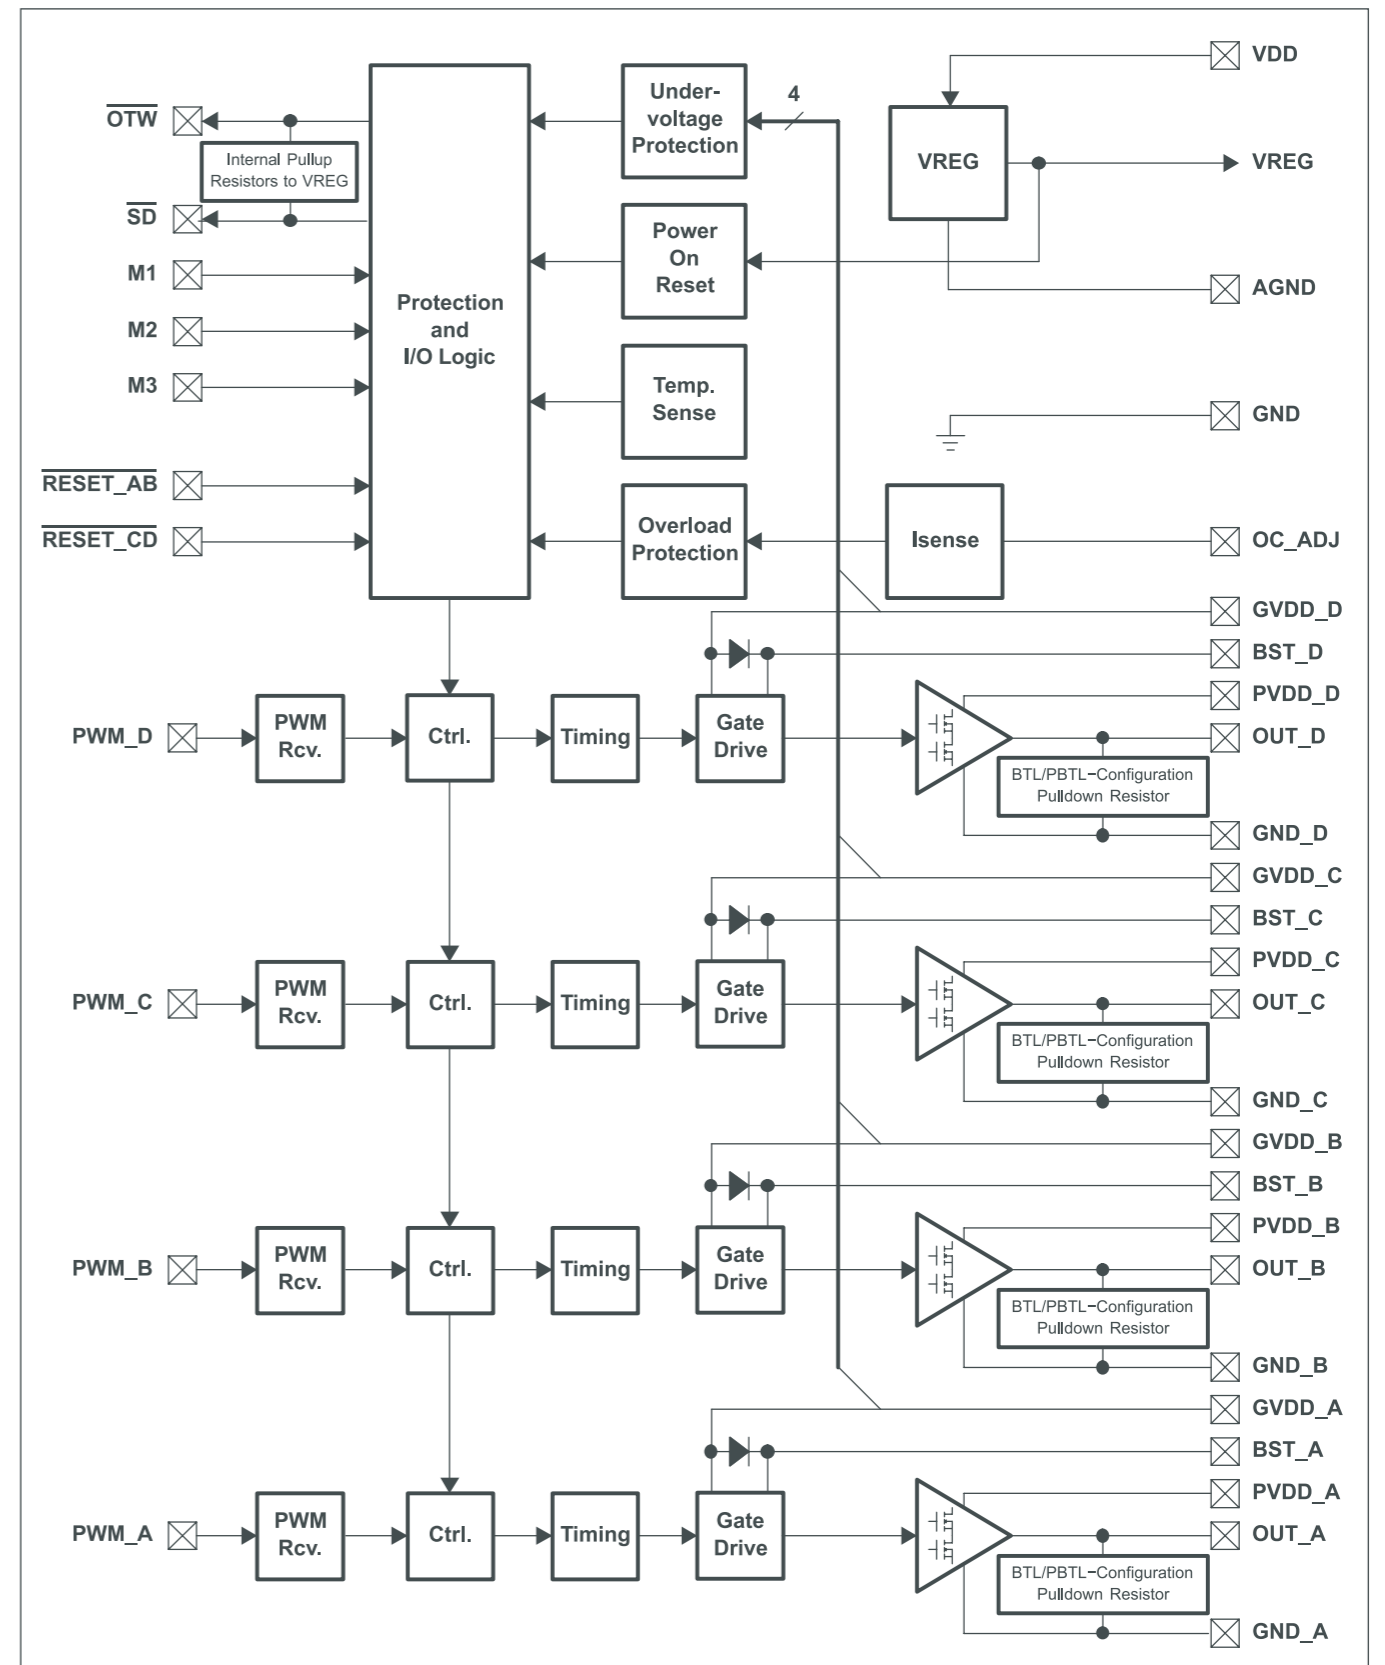 VDD
OTW
Under-
voltage
Protection
4
Internal Pullup
Resistors to VREG
VREG
VREG
SD
Power
On
Reset
M1
AGND
Protection
and
I/O Logic
M2
M3
Temp.
Sense
GND
RESET_AB
RESET_CD
Overload
Protection
Isense
OC_ADJ
GVDD_D
BST_D
PVDD_D
PWM_D
PWM
Rcv.
Ctrl.
Timing
Gate
Drive
OUT_D
BTL/PBTL-Configuration
Pulldown Resistor
GND_D
GVDD_C
BST_C
PVDD_C
PWM_C
PWM
Rcv.
Ctrl.
Timing
Gate
Drive
OUT_C
BTL/PBTL-Configuration
Pulldown Resistor
GND_C
GVDD_B
BST_B
PVDD_B
PWM_B
PWM
Rcv.
Ctrl.
Timing
Gate
Drive
OUT_B
BTL/PBTL-Configuration
Pulldown Resistor
GND_B
GVDD_A
BST_A
PVDD_A
PWM_A
PWM
Rcv.
Ctrl.
Timing
Gate
Drive
OUT_A
BTL/PBTL-Configuration
Pulldown Resistor
GND_A